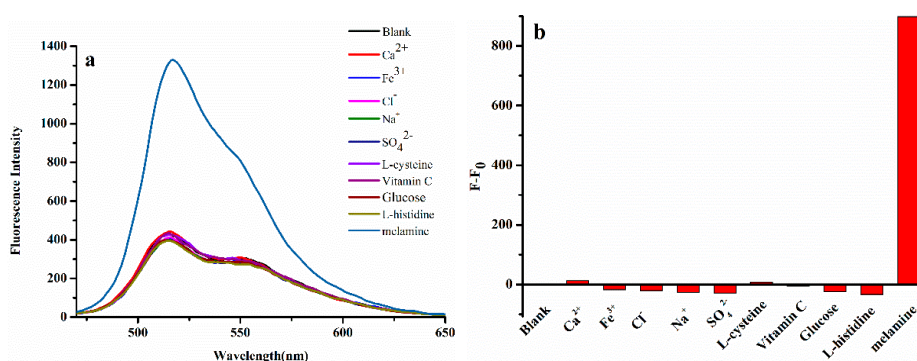 a
Fluorescence Intensity
1400
1200
1000
800
600
400
200
0
500
550
600
650
Wavelength(nm)
Blank
Ca2+
Fe3+
Cl-
Na+
SO42-
L-cysteine
Vitamin C
Glucose
L-histidine
melamine
b
F-F0
800
600
400
200
0
Blank
Ca2+
Fe3+
Cl-
Na+
SO42-
L-cysteine
Vitamin C
Glucose
L-histidine
melamine